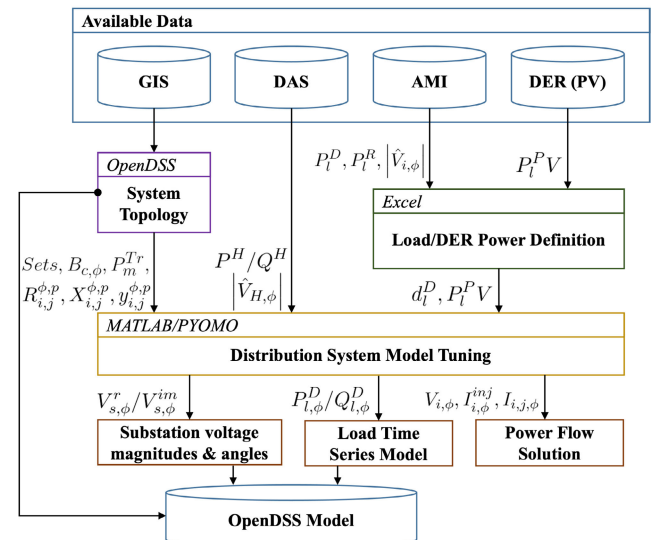 Available Data
GIS
DAS
AMI
DER (PV)
OpenDSS
System
Topology
P_l^D, P_l^R, |V̂_{i,ϕ}|
P_l^P V
Excel
Load/DER Power Definition
Sets, B_{c,ϕ}, P_m^{Tr},
R_{i,j}^{ϕ,p}, X_{i,j}^{ϕ,p}, y_{i,j}^{ϕ,p}
P^H/Q^H
|V̂_{H,ϕ}|
d_l^D, P_l^P V
MATLAB/PYOMO
Distribution System Model Tuning
V_{s,ϕ}^r/V_{s,ϕ}^{im}
P_{l,ϕ}^D/Q_{l,ϕ}^D
V_{i,ϕ}, I_{i,ϕ}^{inj}, I_{i,j,ϕ}
Substation voltage
magnitudes & angles
Load Time
Series Model
Power Flow
Solution
OpenDSS Model